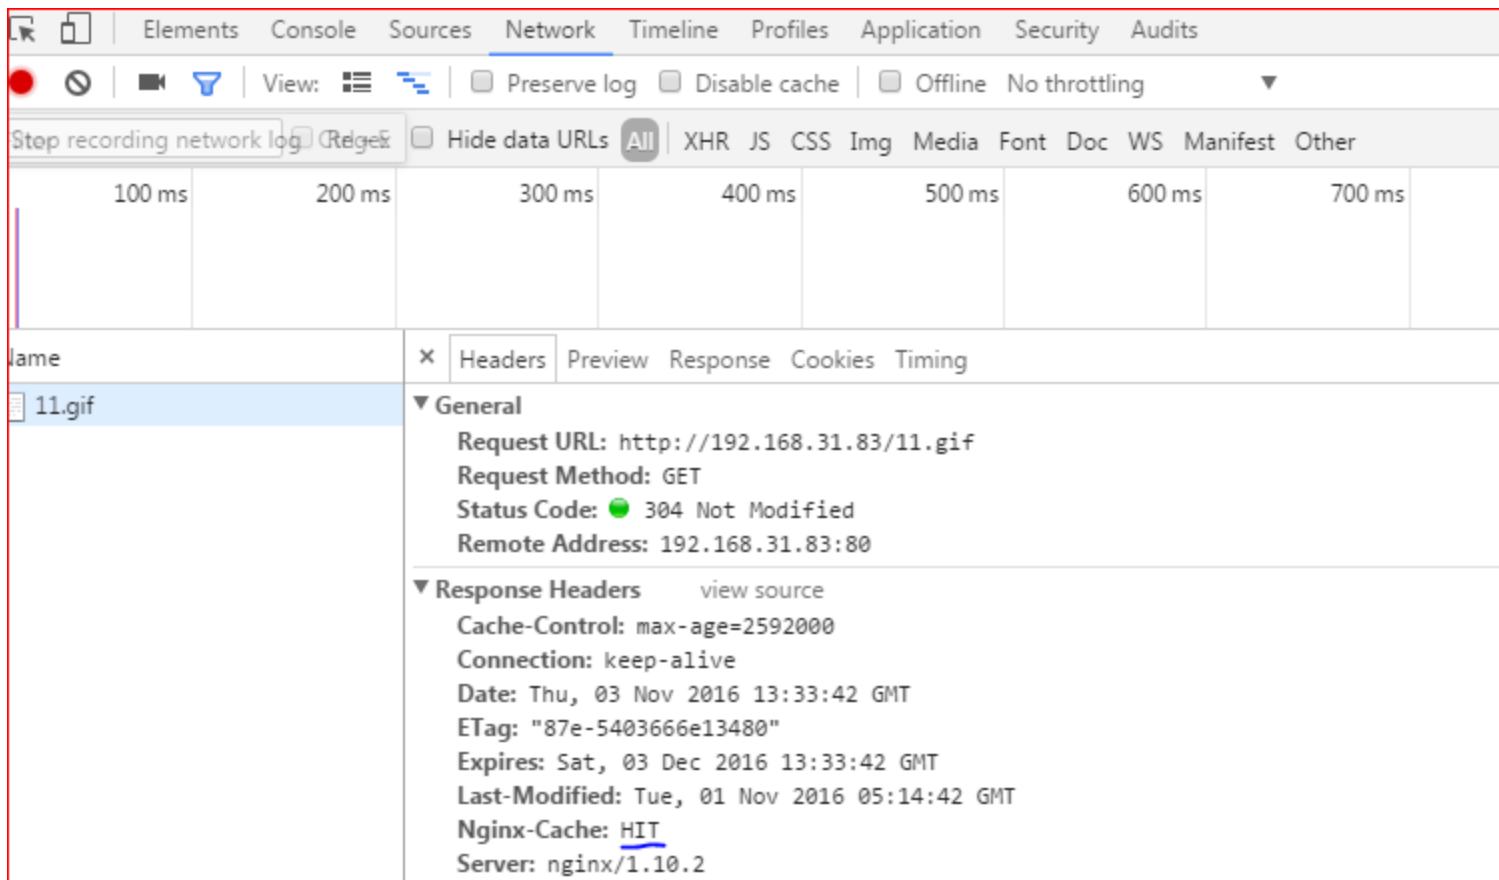 Elements Console Sources Network Timeline Profiles Application Security Audits
View: Preserve log Disable cache Offline No throttling
Stop recording network log Regex Hide data URLs All XHR JS CSS Img Media Font Doc WS Manifest Other
100 ms 200 ms 300 ms 400 ms 500 ms 600 ms 700 ms
Name × Headers Preview Response Cookies Timing
11.gif
General
Request URL: http://192.168.31.83/11.gif
Request Method: GET
Status Code: 304 Not Modified
Remote Address: 192.168.31.83:80
Response Headers view source
Cache-Control: max-age=2592000
Connection: keep-alive
Date: Thu, 03 Nov 2016 13:33:42 GMT
ETag: "87e-5403666e13480"
Expires: Sat, 03 Dec 2016 13:33:42 GMT
Last-Modified: Tue, 01 Nov 2016 05:14:42 GMT
Nginx-Cache: HIT
Server: nginx/1.10.2